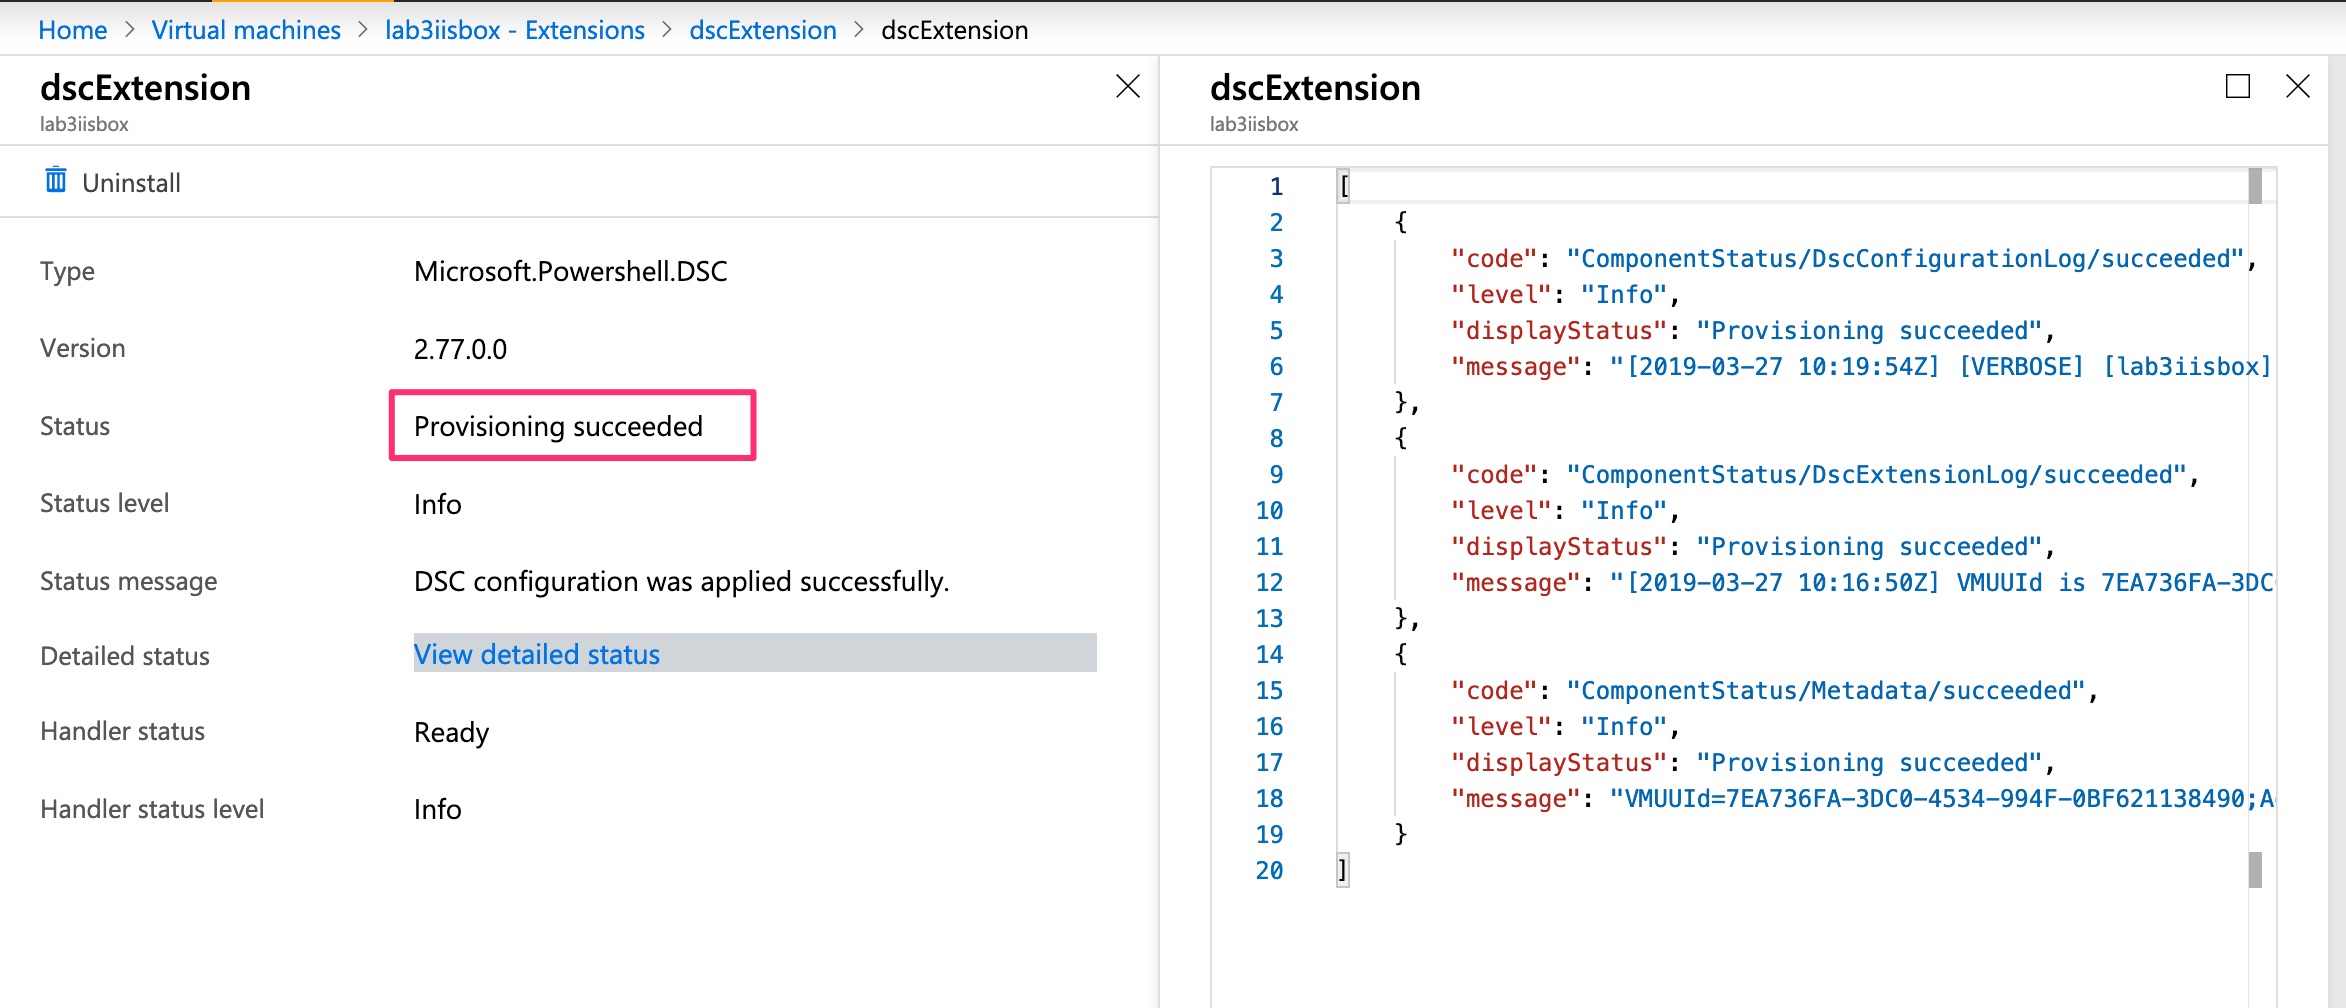 Home > Virtual machines > lab3iisbox - Extensions > dscExtension > dscExtension
dscExtension
lab3iisbox
Uninstall
Type Microsoft.Powershell.DSC
Version 2.77.0.0
Status Provisioning succeeded
Status level Info
Status message DSC configuration was applied successfully.
Detailed status View detailed status
Handler status Ready
Handler status level Info
dscExtension
lab3iisbox
1 [
2 {
3 "code": "ComponentStatus/DscConfigurationLog/succeeded",
4 "level": "Info",
5 "displayStatus": "Provisioning succeeded",
6 "message": "[2019-03-27 10:19:54Z] [VERBOSE] [lab3iisbox]
7 },
8 {
9 "code": "ComponentStatus/DscExtensionLog/succeeded",
10 "level": "Info",
11 "displayStatus": "Provisioning succeeded",
12 "message": "[2019-03-27 10:16:50Z] VMUUId is 7EA736FA-3DC
13 },
14 {
15 "code": "ComponentStatus/Metadata/succeeded",
16 "level": "Info",
17 "displayStatus": "Provisioning succeeded",
18 "message": "VMUUId=7EA736FA-3DC0-4534-994F-0BF621138490;A
19 }
20 ]